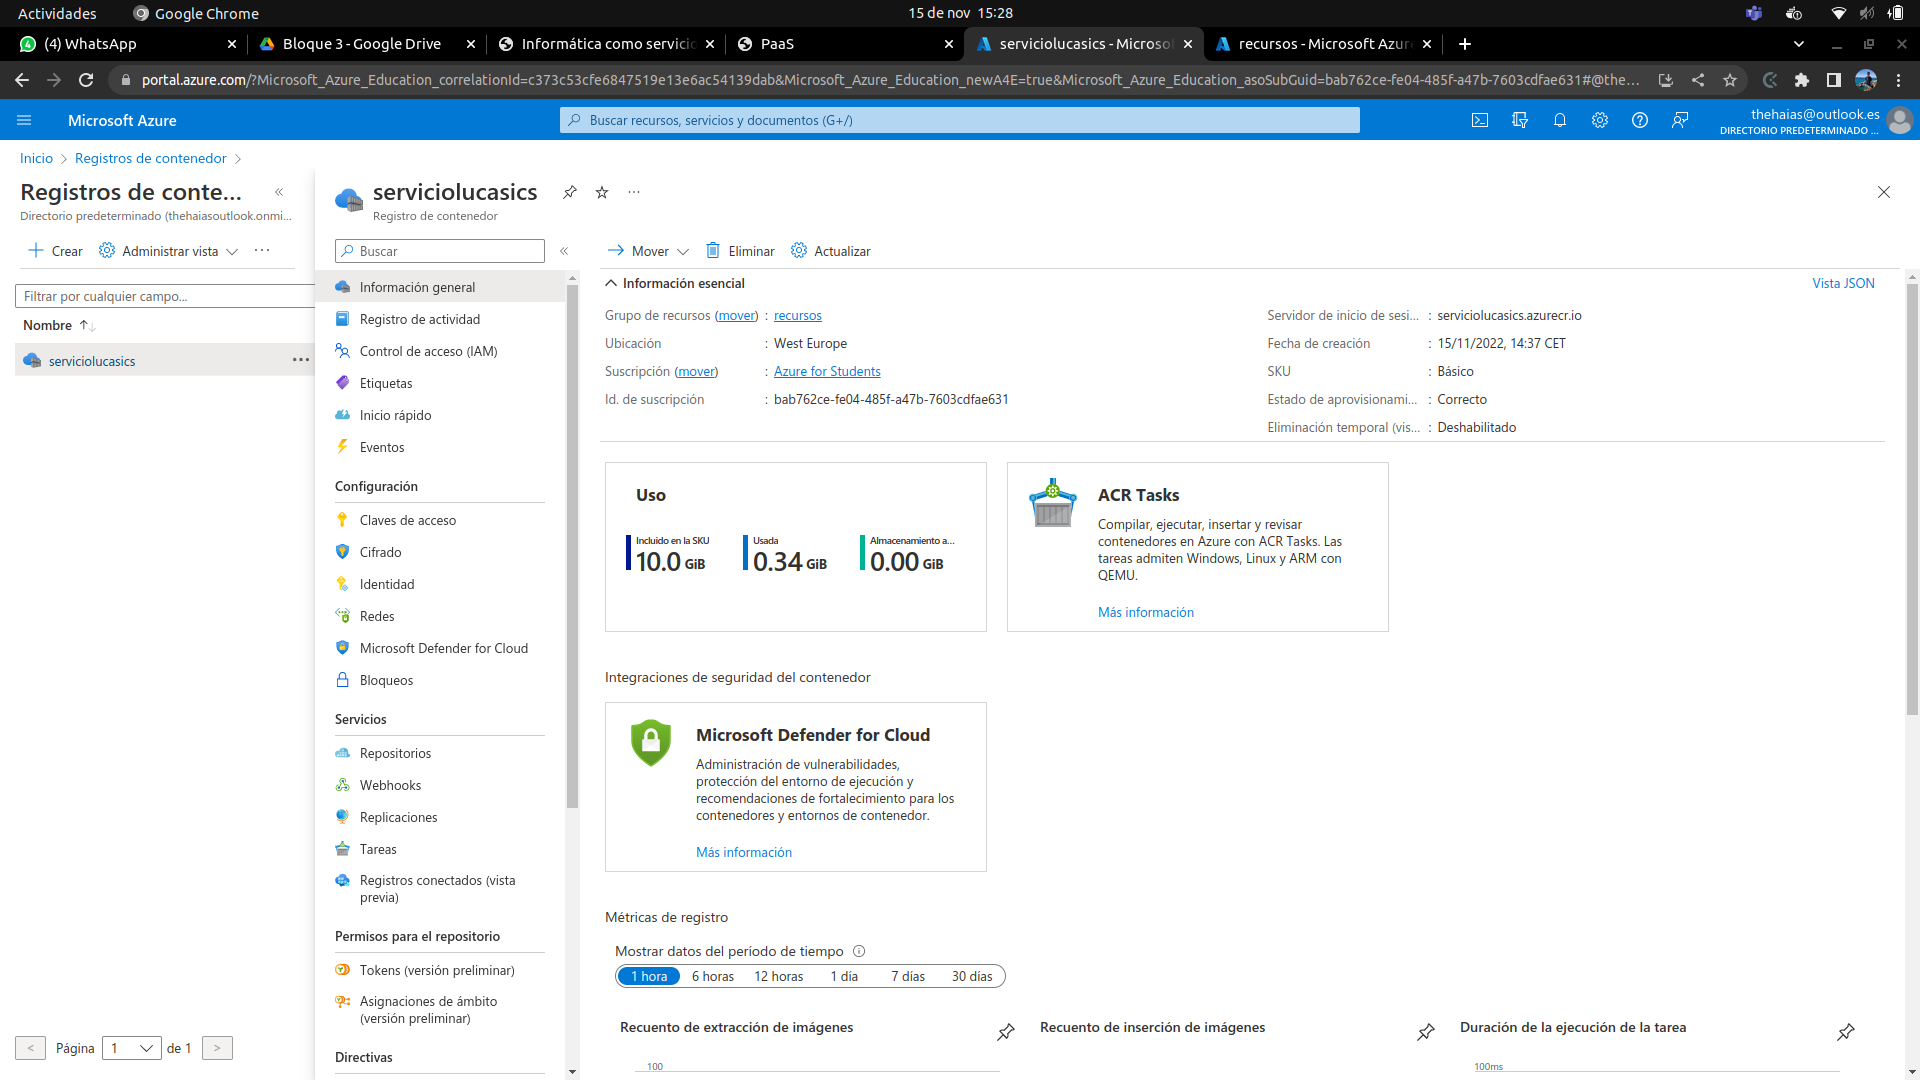 Actividades
Google Chrome
15 de nov 15:28
(4) WhatsApp
Bloque 3 - Google Drive
Informática como servicio
PaaS
serviciolucasics - Microso
recursos - Microsoft Azur
portal.azure.com/?Microsoft_Azure_Education_correlationId=c373c53cfe6847519e13e6ac54139dab&Microsoft_Azure_Education_newA4E=true&Microsoft_Azure_Education_asoSubGuid=bab762ce-fe04-485f-a47b-7603cdfae631#@the...
Microsoft Azure
Buscar recursos, servicios y documentos (G+/)
thehaias@outlook.es
DIRECTORIO PREDETERMINADO ...
Inicio > Registros de contenedor >
Registros de conte...
Directorio predeterminado (thehaiasoutlook.onmi...
Crear
Administrar vista
Filtrar por cualquier campo...
Nombre
serviciolucasics
< Página 1 de 1 >
serviciolucasics
Registro de contenedor
Buscar
Información general
Registro de actividad
Control de acceso (IAM)
Etiquetas
Inicio rápido
Eventos
Configuración
Claves de acceso
Cifrado
Identidad
Redes
Microsoft Defender for Cloud
Bloqueos
Servicios
Repositorios
Webhooks
Replicaciones
Tareas
Registros conectados (vista
previa)
Permisos para el repositorio
Tokens (versión preliminar)
Asignaciones de ámbito
(versión preliminar)
Directivas
Mover
Eliminar
Actualizar
Información esencial
Vista JSON
Grupo de recursos (mover) : recursos
Ubicación : West Europe
Suscripción (mover) : Azure for Students
Id. de suscripción : bab762ce-fe04-485f-a47b-7603cdfae631
Servidor de inicio de sesi... : serviciolucasics.azurecr.io
Fecha de creación : 15/11/2022, 14:37 CET
SKU : Básico
Estado de aprovisionami... : Correcto
Eliminación temporal (vis... : Deshabilitado
Uso
Incluido en la SKU
10.0 GiB
Usada
0.34 GiB
Almacenamiento a...
0.00 GiB
ACR Tasks
Compilar, ejecutar, insertar y revisar
contenedores en Azure con ACR Tasks. Las
tareas admiten Windows, Linux y ARM con
QEMU.
Más información
Integraciones de seguridad del contenedor
Microsoft Defender for Cloud
Administración de vulnerabilidades,
protección del entorno de ejecución y
recomendaciones de fortalecimiento para los
contenedores y entornos de contenedor.
Más información
Métricas de registro
Mostrar datos del período de tiempo
1 hora 6 horas 12 horas 1 día 7 días 30 días
Recuento de extracción de imágenes
100
Recuento de inserción de imágenes
Duración de la ejecución de la tarea
100ms